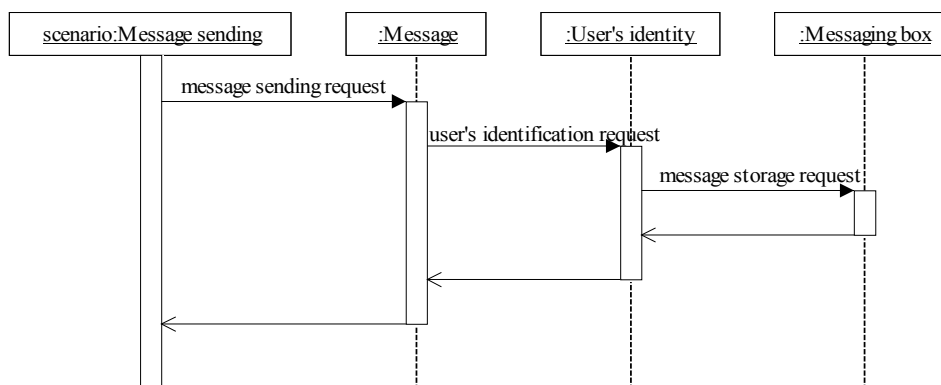 scenario:Message sending
:Message
:User's identity
:Messaging box
message sending request
user's identification request
message storage request